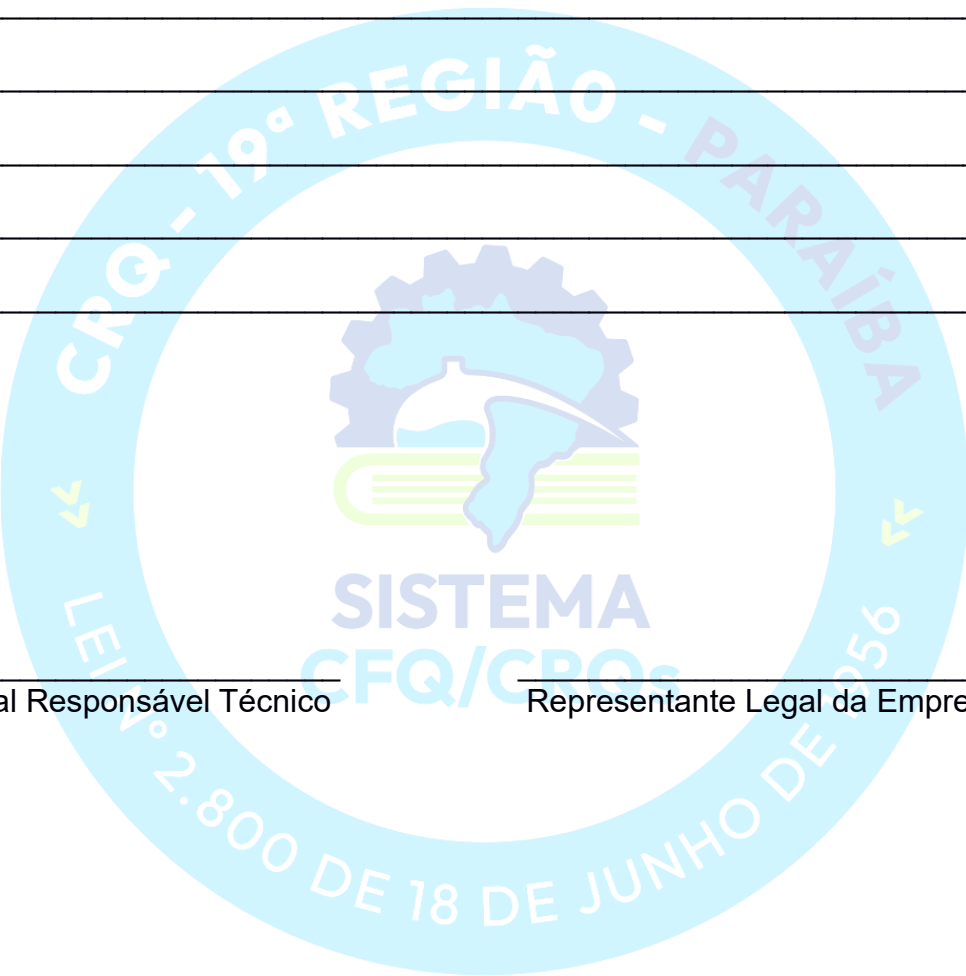 CRQ - 19ª REGIÃO - PARAÍBA
SISTEMA
CFQ/CRQs
al Responsável Técnico Representante Legal da Empre
LEI Nº 2.800 DE 18 DE JUNHO DE 1956